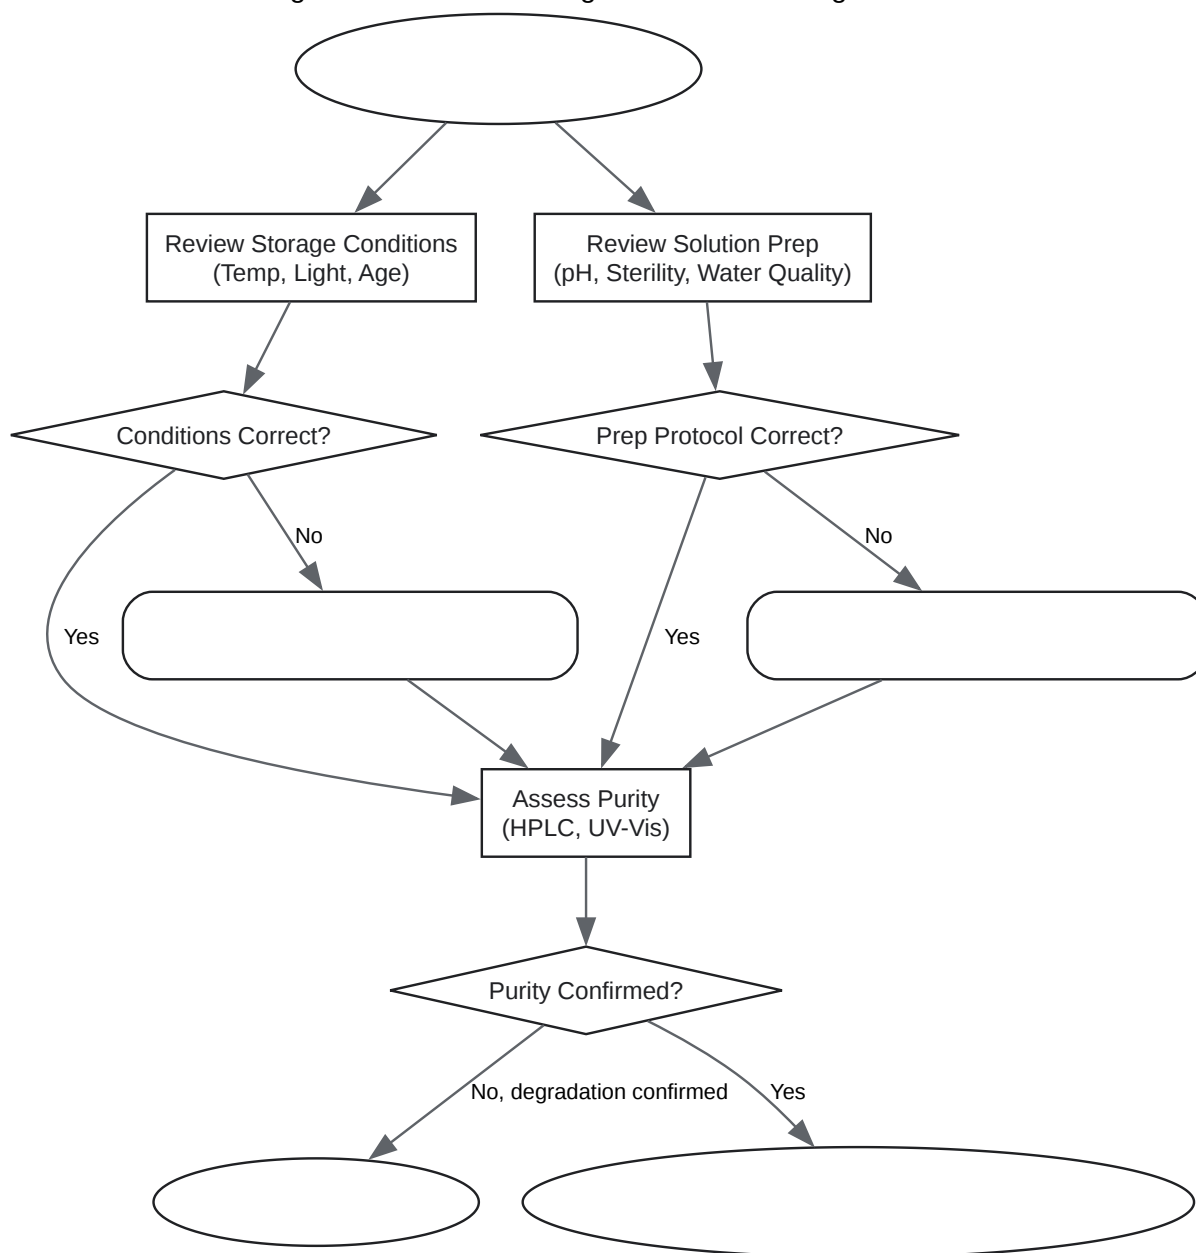 Review Storage Conditions
(Temp, Light, Age)
Review Solution Prep
(pH, Sterility, Water Quality)
Conditions Correct?
Prep Protocol Correct?
No
No
Yes
Yes
Assess Purity
(HPLC, UV-Vis)
Purity Confirmed?
No, degradation confirmed
Yes